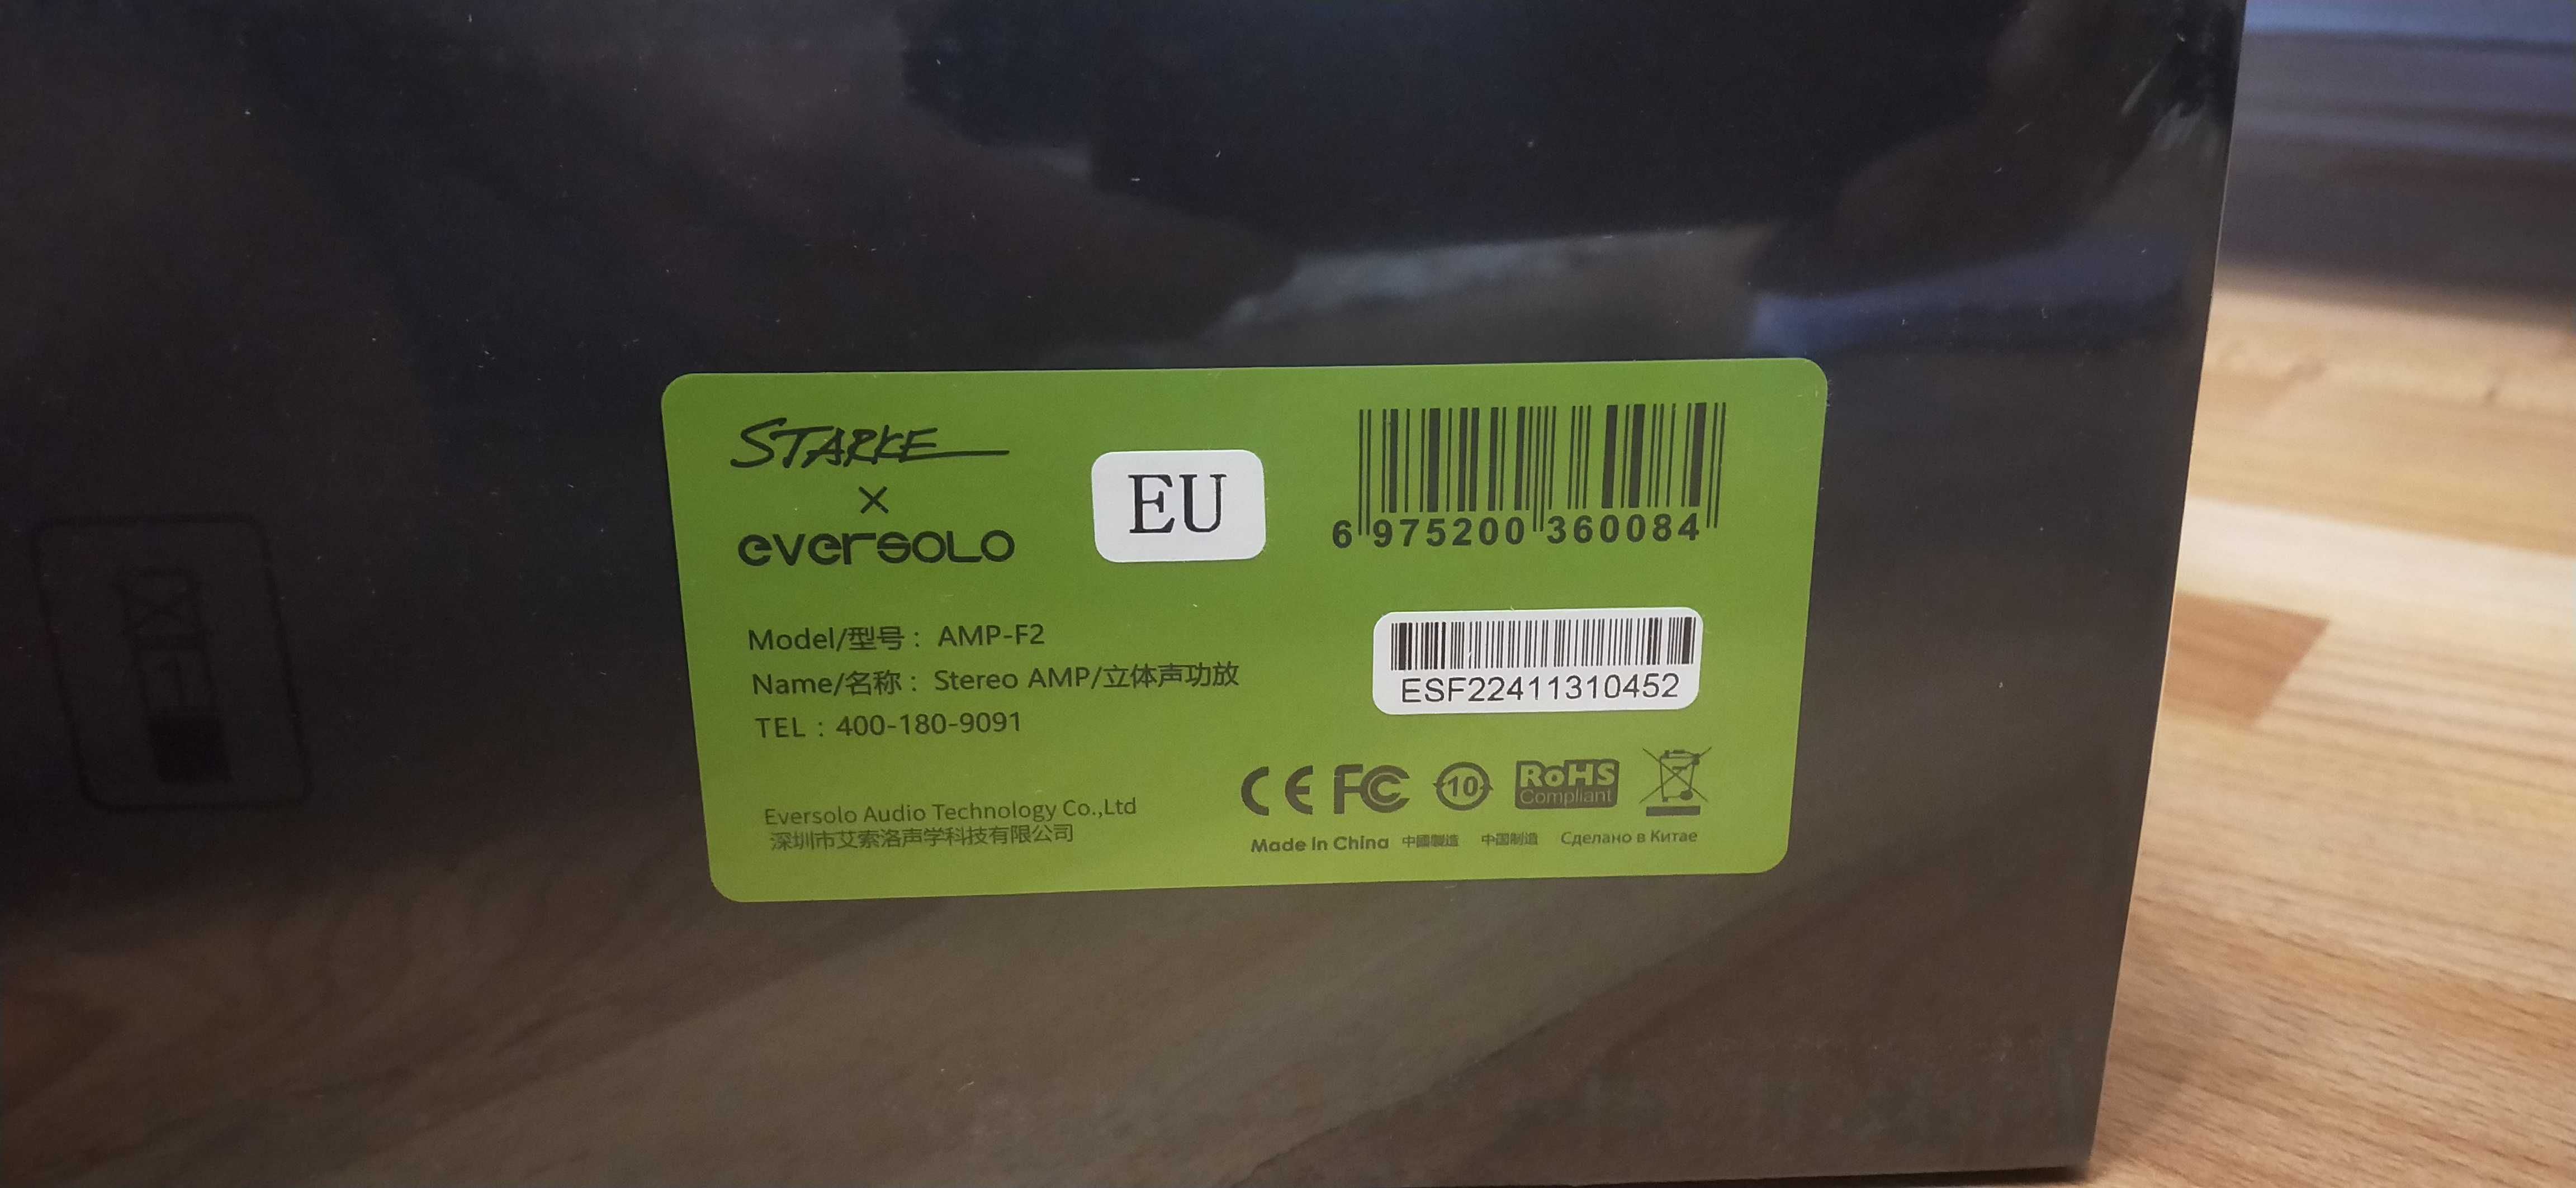 STARKE
×
eversolo
EU
6 975200 360084
Model/型号： AMP-F2
Name/名称： Stereo AMP/立体声功放
TEL：400-180-9091
ESF22411310452
Eversolo Audio Technology Co.,Ltd
深圳市艾索洛声学科技有限公司
CE FC 10 RoHS
Compliant
Made in China 中國製造 中国制造 Сделано в Китае